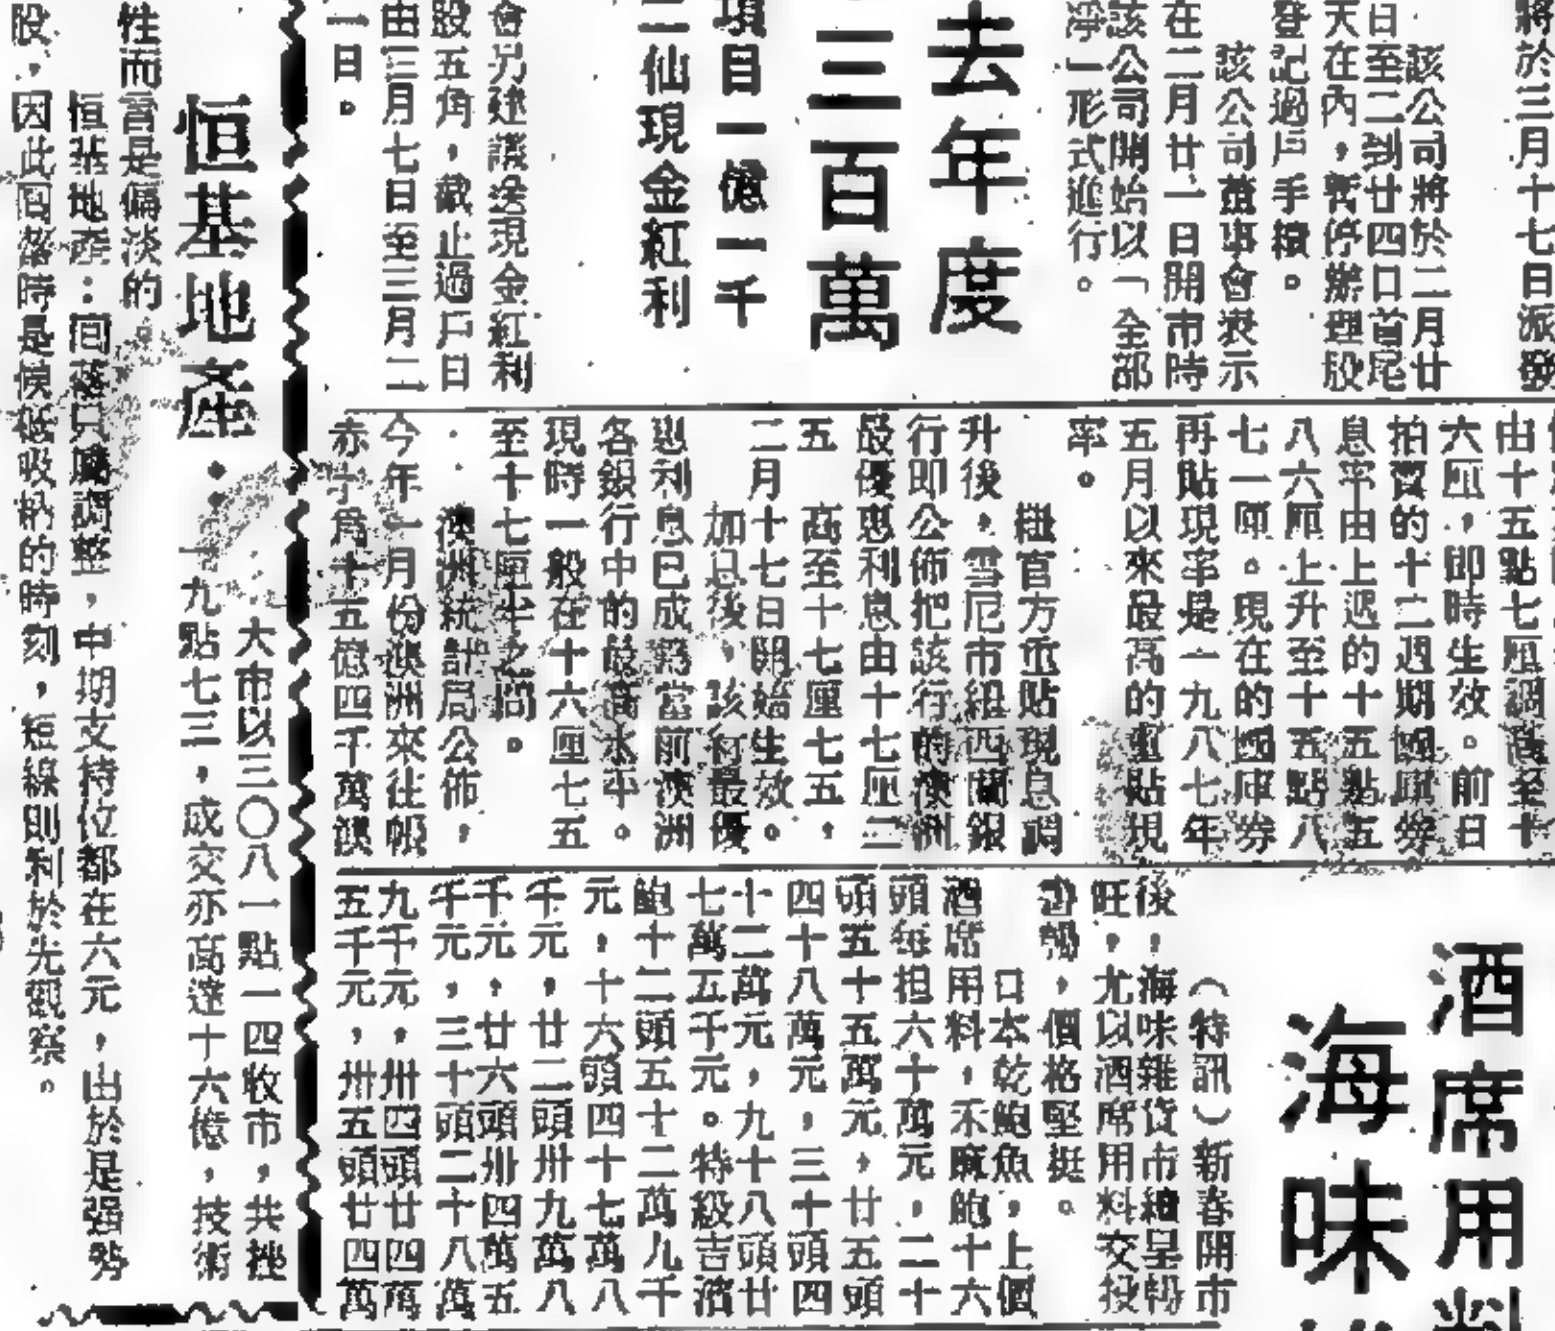 將於三月十七日派發
該公司將於二月廿
日至二到廿四日首尾
天在內，暫停辦理股
登記過戶手續。
該公司董事會表示
在二月廿一日開市時
該公司開始以「全部
淨」形式進行。
去年度
三百萬
項目一億一千
二仙現金紅利
會另建議送現金紅利
股五角，截止過戶日
由三月七日至三月二
一日。
由十五點七厘調高至十
六厘，即時生效。前日
拍賣的十二週期國庫券
息率由上週的十五點五
八六厘上升至十五點八
七一厘。現在的國庫券
再貼現率是一九八七年
五月以來最高的重貼現
率。
繼官方重貼現息調
升後，雪尼市紐西蘭銀
行即公佈把該行的澳洲
最優惠利息由十七厘二
五
高至十七厘七五，
二月十七日開始生效。
加息後，該行最優
惠利息已成為當前澳洲
各銀行中的最高水平。
現時一般在十六厘七五
至十七厘半之間。
澳洲統計局公佈，
今年一月份澳洲來往帳
赤字為十五億四千萬澳
酒席用料
海味
（特訊）新春開市
後，海味雜貨市續呈暢
旺，尤以酒席用料交投
暢，價格堅挺。
日本乾鮑魚，上價
酒席用料，禾麻鮑十六
頭每担六十萬元，二十
頭五十五萬元，廿五頭
四十八萬元，三十頭四
十二萬元，九十八頭廿
七萬五千元。特級吉濱
鮑十二頭五十二萬九千
元，十六頭四十七萬八
千元，廿二頭卅九萬八
千元，廿六頭卅四萬五
千元，三十頭二十八萬
九千元，卅四頭廿四萬
五千元，卅五頭廿四萬
恒基地產：
大市以三〇八一點一四收市，共挫
一九點七三，成交亦高達十六億，技術
性而言是偏淡的。
恒基地產：回落只屬調整，中期支持位都在六元，由於是强勢
股，因此回落時是候低吸納的時刻，短線則利於先觀察。